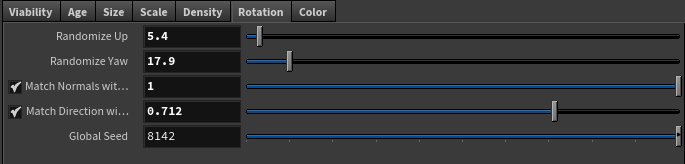 Viability Age Size Scale Density Rotation Color
Randomize Up 5.4
Randomize Yaw 17.9
Match Normals wit... 1
Match Direction wi... 0.712
Global Seed 8142